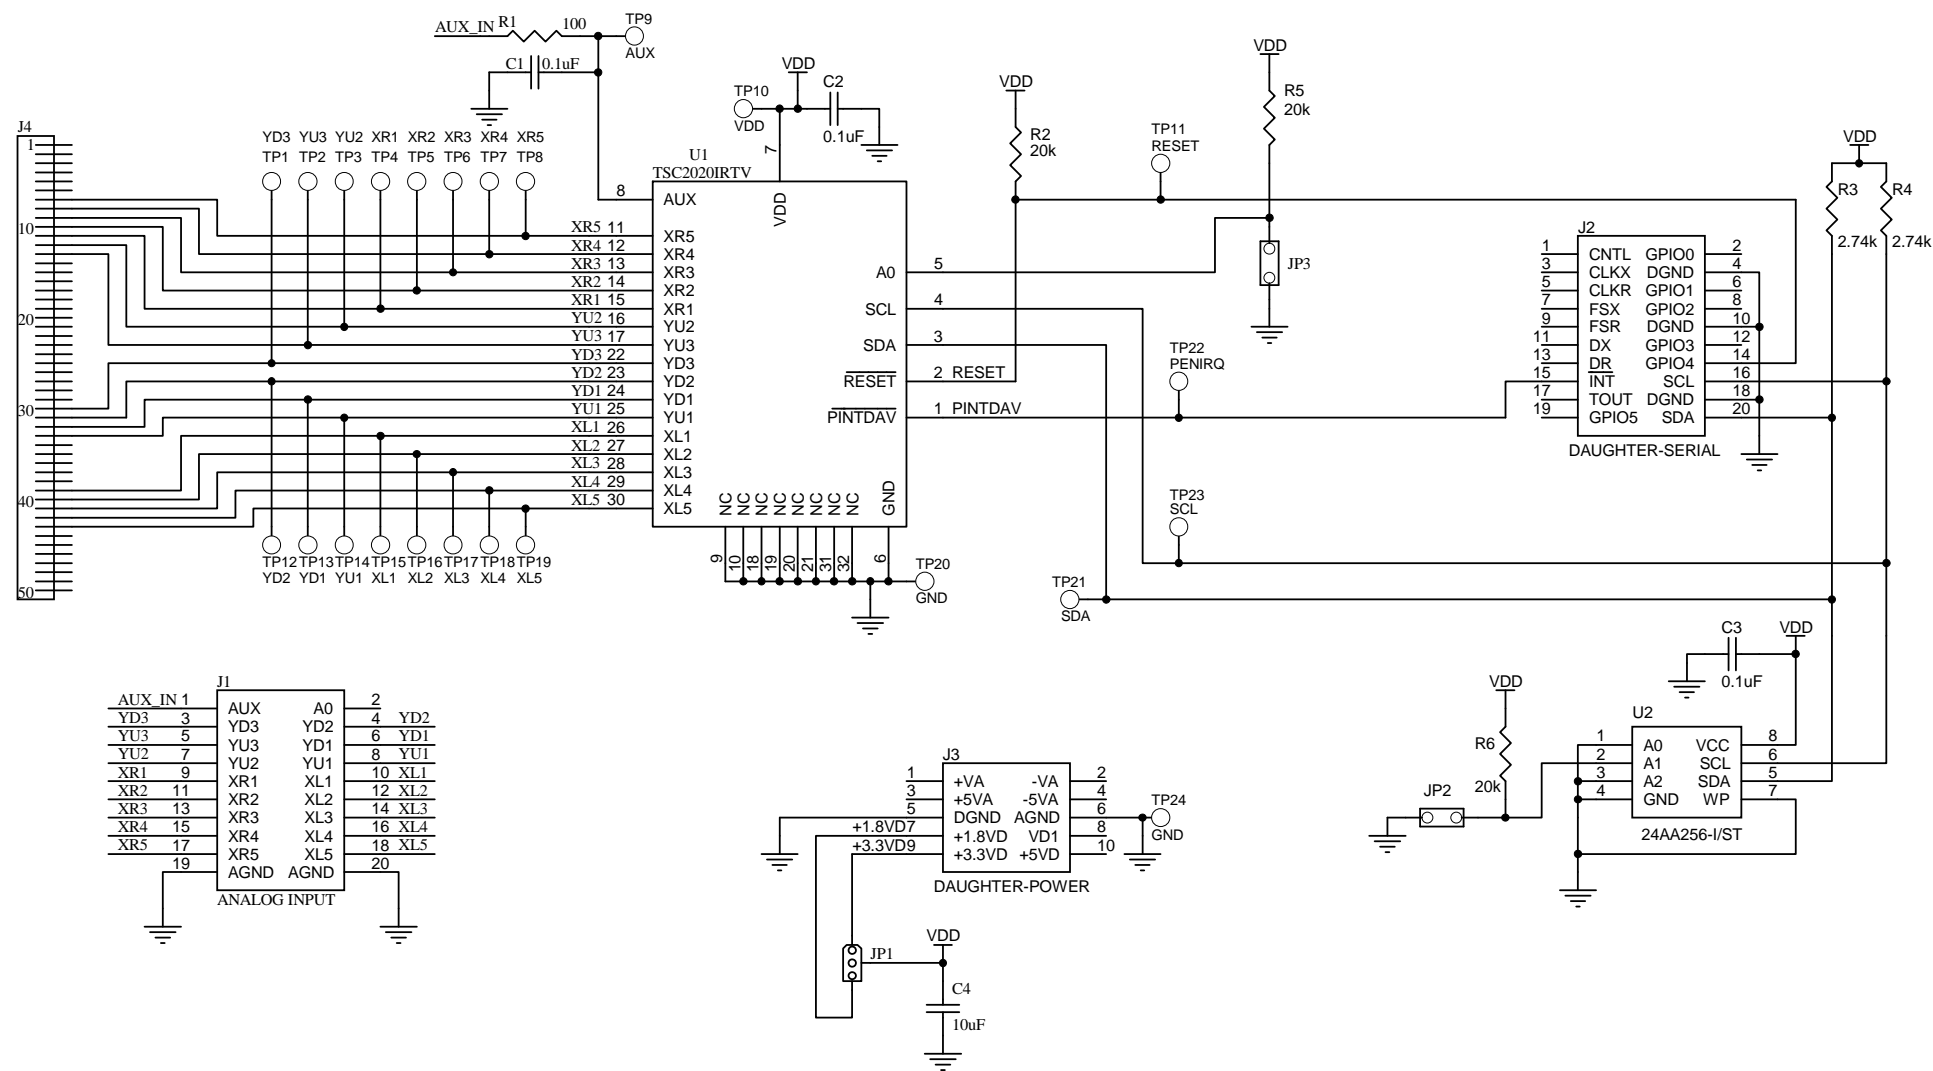 AUX_IN R1 100 TP9
AUX
C1 0.1uF
VDD
TP10
VDD
C2
0.1uF
VDD
R2
20k
VDD
R5
20k
TP11
RESET
VDD
R3
2.74k
R4
2.74k
J4
1
10
20
30
40
50
YD3 YU3 YU2 XR1 XR2 XR3 XR4 XR5
TP1 TP2 TP3 TP4 TP5 TP6 TP7 TP8
U1
TSC2020IRTV
7
VDD
8 AUX
XR5 11 XR5
XR4 12 XR4
XR3 13 XR3
XR2 14 XR2
XR1 15 XR1
YU2 16 YU2
YU3 17 YU3
YD3 22 YD3
YD2 23 YD2
YD1 24 YD1
YU1 25 YU1
XL1 26 XL1
XL2 27 XL2
XL3 28 XL3
XL4 29 XL4
XL5 30 XL5
A0 5
SCL 4
SDA 3
RESET 2 RESET
PINTDAV 1 PINTDAV
NC NC NC NC NC NC NC NC GND
9 10 18 19 20 21 31 32 6
TP12 TP13 TP14 TP15 TP16 TP17 TP18 TP19
YD2 YD1 YU1 XL1 XL2 XL3 XL4 XL5
TP20
GND
JP3
TP22
PENIRQ
TP23
SCL
TP21
SDA
J2
1 CNTL GPIO0 2
3 CLKX DGND 4
5 CLKR GPIO1 6
7 FSX GPIO2 8
9 FSR DGND 10
11 DX GPIO3 12
13 DR GPIO4 14
15 INT SCL 16
17 TOUT DGND 18
19 GPIO5 SDA 20
DAUGHTER-SERIAL
C3
0.1uF
VDD
J1
AUX_IN 1 AUX A0 2
YD3 3 YD3 YD2 4 YD2
YU3 5 YU3 YD1 6 YD1
YU2 7 YU2 YU1 8 YU1
XR1 9 XR1 XL1 10 XL1
XR2 11 XR2 XL2 12 XL2
XR3 13 XR3 XL3 14 XL3
XR4 15 XR4 XL4 16 XL4
XR5 17 XR5 XL5 18 XL5
19 AGND AGND 20
ANALOG INPUT
J3
1 +VA -VA 2
3 +5VA -5VA 4
5 DGND AGND 6
+1.8VD 7 +1.8VD VD1 8
+3.3VD 9 +3.3VD +5VD 10
DAUGHTER-POWER
TP24
GND
JP1
VDD
C4
10uF
VDD
R6
20k
JP2
U2
1 A0 VCC 8
2 A1 SCL 6
3 A2 SDA 5
4 GND WP 7
24AA256-I/ST